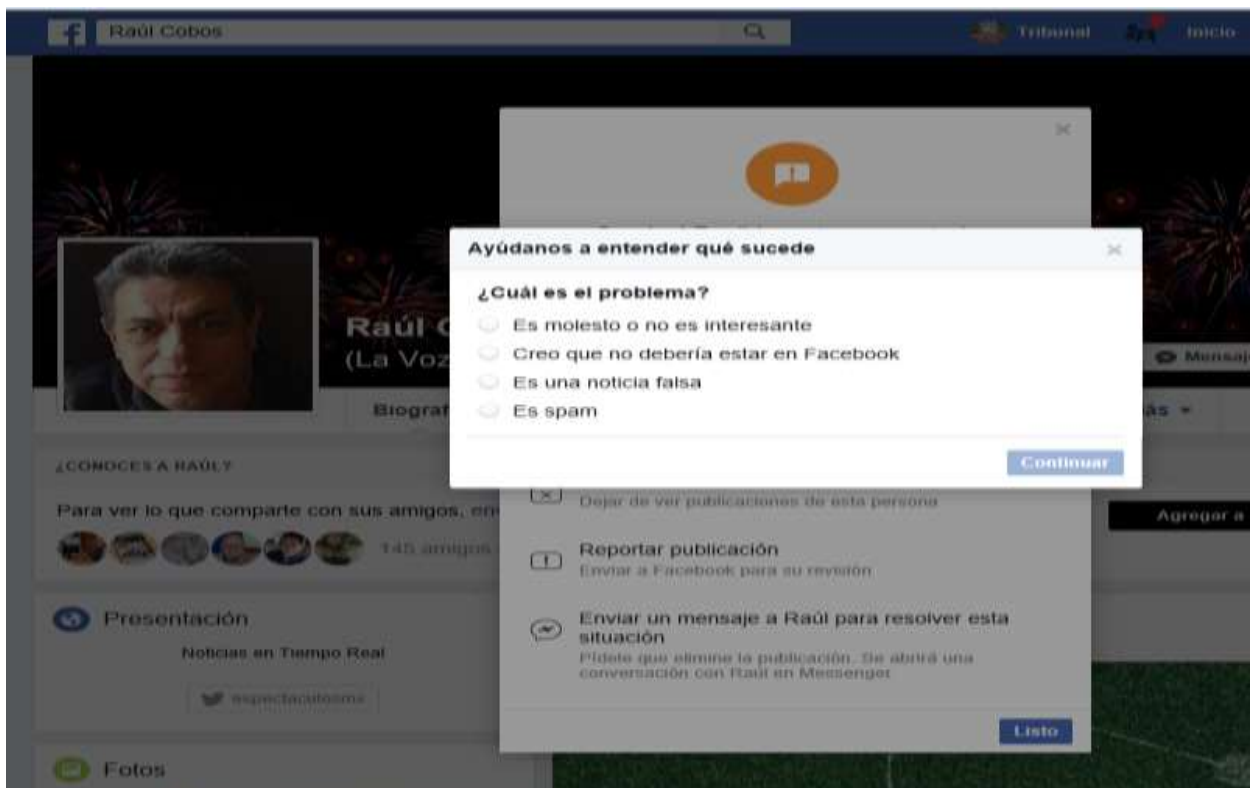 f
Raúl Cobos
Tribunal
Inicio
Ayúdanos a entender qué sucede
¿Cuál es el problema?
Es molesto o no es interesante
Creo que no debería estar en Facebook
Es una noticia falsa
Es spam
Continuar
Raúl C
(La Voz
Mensaj
Biograf
ás
¿CONOCES A RAÚL?
Para ver lo que comparte con sus amigos, en
145 amigos
Agregar a
Presentación
Noticias en Tiempo Real
espectaculosmx
Fotos
Dejar de ver publicaciones de esta persona
Reportar publicación
Enviar a Facebook para su revisión
Enviar un mensaje a Raúl para resolver esta
situación
Pídele que elimine la publicación. Se abrirá una
conversación con Raúl en Messenger.
Listo